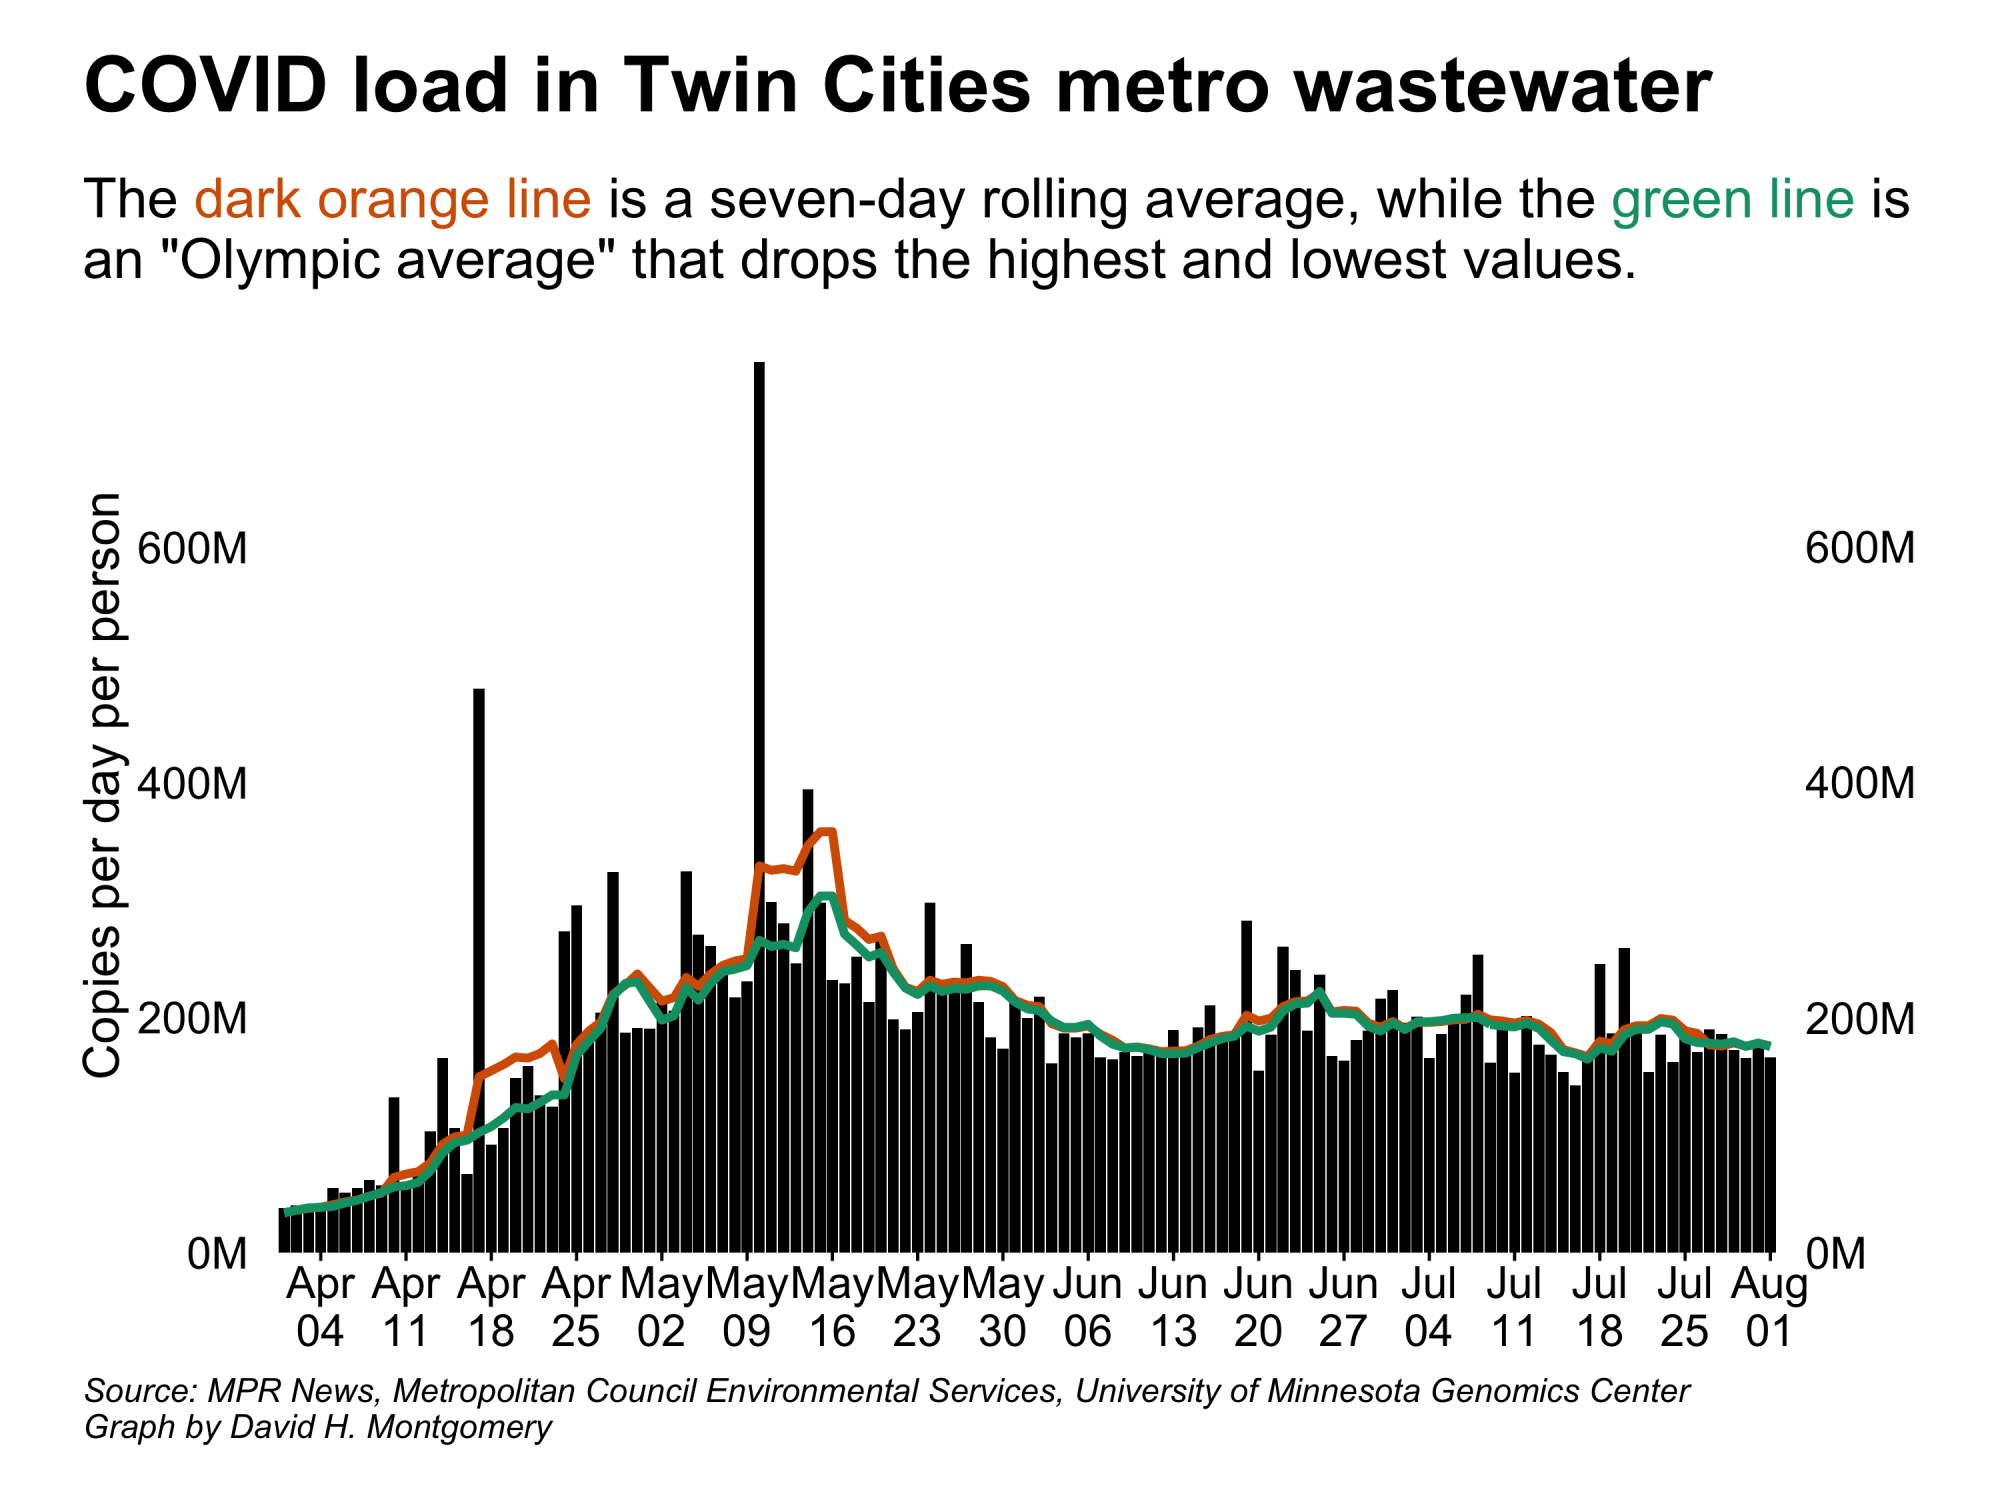 COVID load in Twin Cities metro wastewater
The dark orange line is a seven-day rolling average, while the green line is
an "Olympic average" that drops the highest and lowest values.
Copies per day per person
600M
400M
200M
0M
600M
400M
200M
0M
Apr Apr Apr Apr May May May May May Jun Jun Jun Jun Jul Jul Jul Jul Aug
04 11 18 25 02 09 16 23 30 06 13 20 27 04 11 18 25 01
Source: MPR News, Metropolitan Council Environmental Services, University of Minnesota Genomics Center
Graph by David H. Montgomery